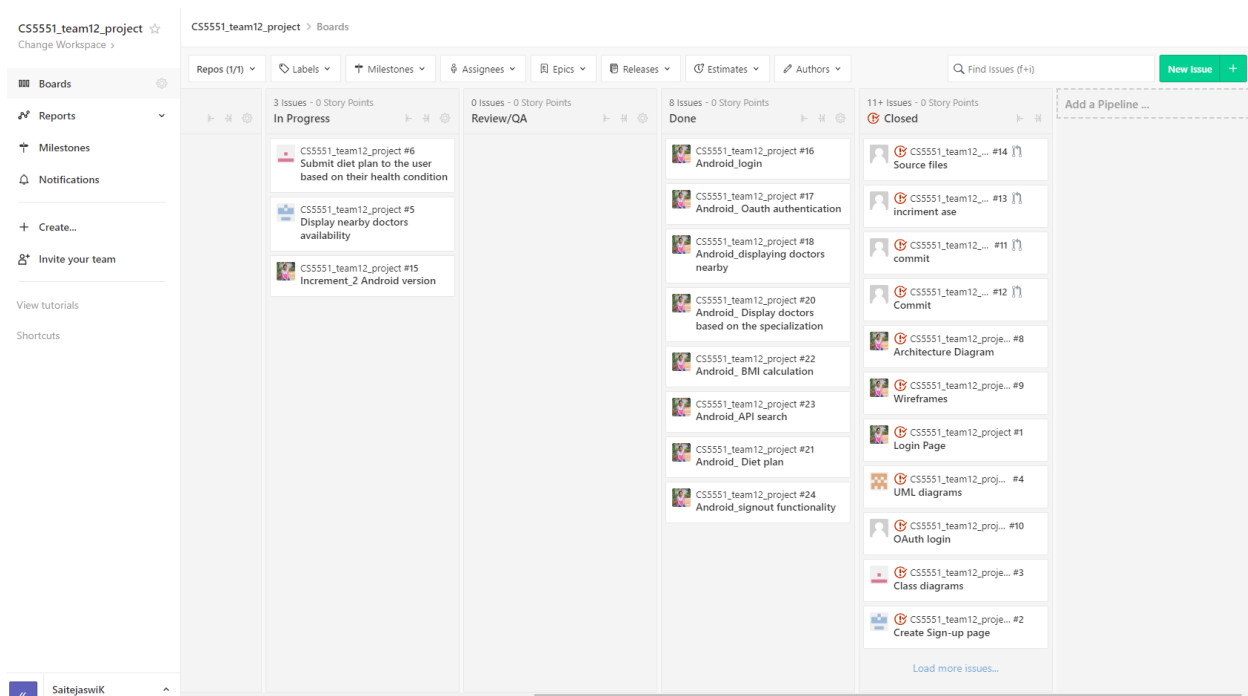 CS5551_team12_project
Change Workspace >
CS5551_team12_project > Boards
Boards
Reports
Milestones
Notifications
+ Create...
Invite your team
View tutorials
Shortcuts
SaitejaswiK
Repos (1/1)
Labels
Milestones
Assignees
Epics
Releases
Estimates
Authors
Find Issues (f+i)
New Issue +
3 Issues - 0 Story Points
In Progress
CS5551_team12_project #6
Submit diet plan to the user
based on their health condition
CS5551_team12_project #5
Display nearby doctors
availability
CS5551_team12_project #15
Increment_2 Android version
0 Issues - 0 Story Points
Review/QA
8 Issues - 0 Story Points
Done
CS5551_team12_project #16
Android_login
CS5551_team12_project #17
Android_ Oauth authentication
CS5551_team12_project #18
Android_displaying doctors
nearby
CS5551_team12_project #20
Android_ Display doctors
based on the specialization
CS5551_team12_project #22
Android_ BMI calculation
CS5551_team12_project #23
Android_API search
CS5551_team12_project #21
Android_ Diet plan
CS5551_team12_project #24
Android_signout functionality
11+ Issues - 0 Story Points
Closed
CS5551_team12_... #14
Source files
CS5551_team12_... #13
incriment ase
CS5551_team12_... #11
commit
CS5551_team12_... #12
Commit
CS5551_team12_proje... #8
Architecture Diagram
CS5551_team12_proje... #9
Wireframes
CS5551_team12_project #1
Login Page
CS5551_team12_proj... #4
UML diagrams
CS5551_team12_proj... #10
OAuth login
CS5551_team12_proje... #3
Class diagrams
CS5551_team12_proje... #2
Create Sign-up page
Load more issues...
Add a Pipeline ...